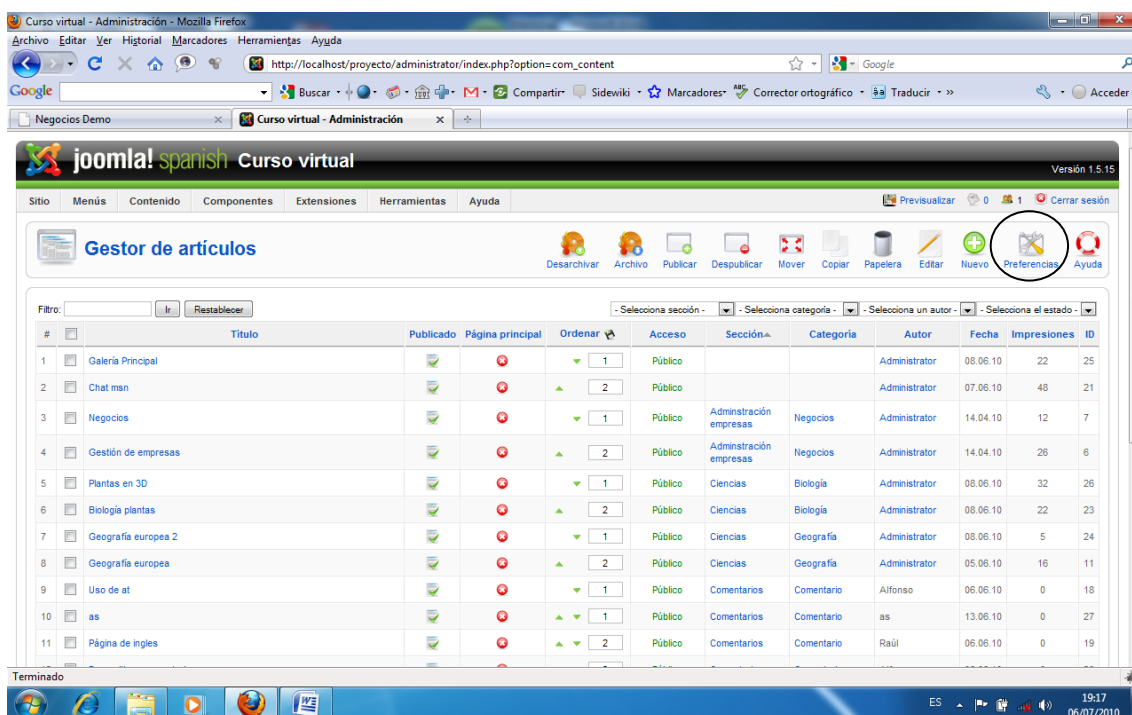 Curso virtual - Administración - Mozilla Firefox
Archivo Editar Ver Historial Marcadores Herramientas Ayuda
http://localhost/proyecto/administrator/index.php?option=com_content
Google
Google Buscar Compartir Sidewiki Marcadores Corrector ortográfico Traducir » Acceder
Negocios Demo × Curso virtual - Administración ×
joomla! spanish Curso virtual
Versión 1.5.15
Sitio Menús Contenido Componentes Extensiones Herramientas Ayuda Previsualizar 0 1 Cerrar sesión
Gestor de artículos
Desarchivar Archivo Publicar Despublicar Mover Copiar Papelera Editar Nuevo Preferencias Ayuda
Filtro: Ir Restablecer - Selecciona sección - - Selecciona categoría - - Selecciona un autor - - Selecciona el estado -
# Título Publicado Página principal Ordenar Acceso Sección Categoría Autor Fecha Impresiones ID
1 Galería Principal 1 Público Administrator 08.06.10 22 25
2 Chat msn 2 Público Administrator 07.06.10 48 21
3 Negocios 1 Público Adminstración empresas Negocios Administrator 14.04.10 12 7
4 Gestión de empresas 2 Público Adminstración empresas Negocios Administrator 14.04.10 26 6
5 Plantas en 3D 1 Público Ciencias Biología Administrator 08.06.10 32 26
6 Biología plantas 2 Público Ciencias Biología Administrator 08.06.10 22 23
7 Geografía europea 2 1 Público Ciencias Geografía Administrator 08.06.10 5 24
8 Geografía europea 2 Público Ciencias Geografía Administrator 05.06.10 16 11
9 Uso de at 1 Público Comentarios Comentario Alfonso 06.06.10 0 18
10 as 1 Público Comentarios Comentario as 13.06.10 0 27
11 Página de ingles 2 Público Comentarios Comentario Raúl 06.06.10 0 19
Terminado
ES 19:17
06/07/2010